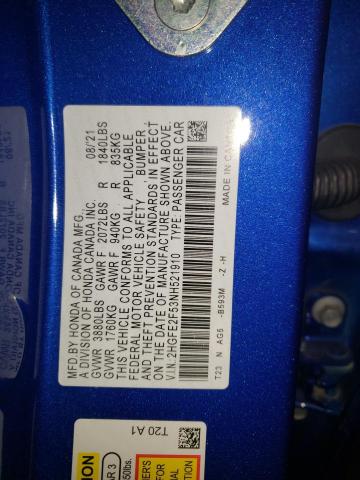 MFD.BY HONDA OF CANADA MFG. 08/21
A DIVISION OF HONDA CANADA INC.
GVWR 3880LBS GAWR F 2072LBS R 1840LBS
GVWR 1760KG GAWR F 940KG R 835KG
THIS VEHICLE CONFORMS TO ALL APPLICABLE
FEDERAL MOTOR VEHICLE SAFETY, BUMPER
AND THEFT PREVENTION STANDARDS IN EFFECT
ON THE DATE OF MANUFACTURE SHOWN ABOVE.
V.I.N. 2HGFE2F53NH521910 TYPE: PASSENGER CAR
T23 N AG5 -B593M -Z -H MADE IN
T20 A1